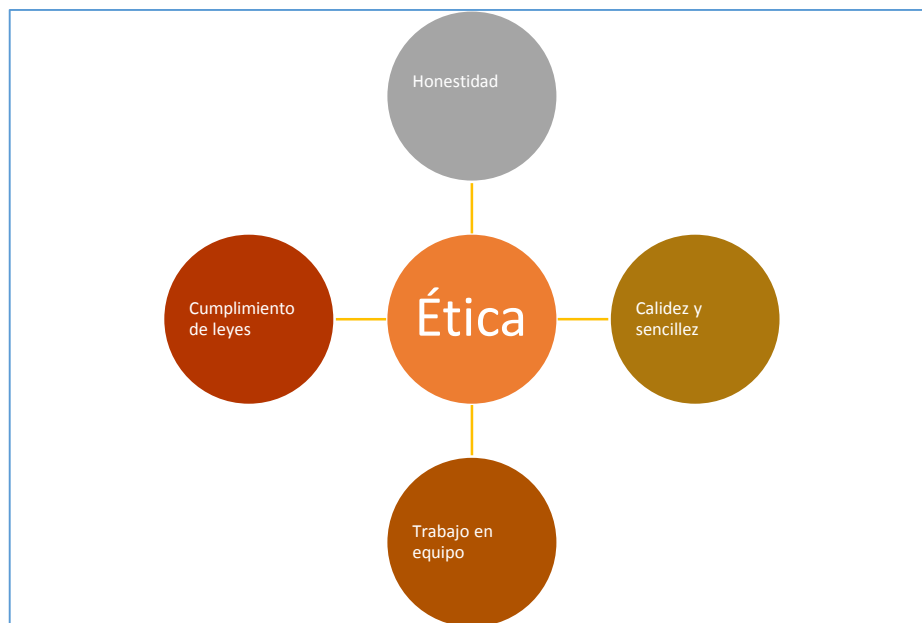 Honestidad
Cumplimiento
de leyes
Ética
Calidez y
sencillez
Trabajo en
equipo